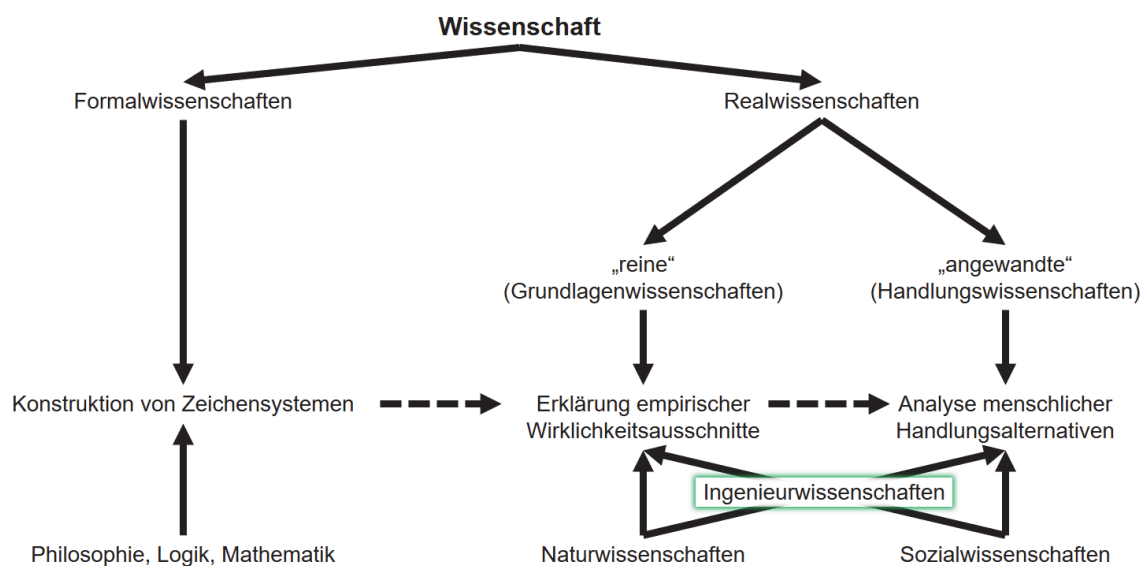 Wissenschaft
Formalwissenschaften
Realwissenschaften
„reine“
(Grundlagenwissenschaften)
„angewandte“
(Handlungswissenschaften)
Konstruktion von Zeichensystemen
Erklärung empirischer
Wirklichkeitsausschnitte
Analyse menschlicher
Handlungsalternativen
Ingenieurwissenschaften
Philosophie, Logik, Mathematik
Naturwissenschaften
Sozialwissenschaften